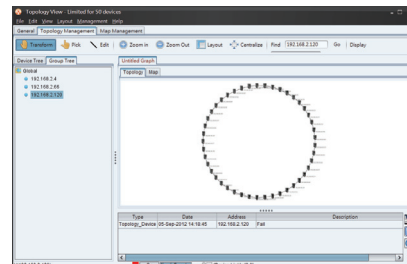 Topology View - Limited for 50 devices
File Edit View Layout Management Help
General Topology Management Map Management
Transform Pick Edit Zoom In Zoom Out Layout Centralize Find 192.168.2.120 Go Display
Device Tree Group Tree
Untitled Graph
Global
192.168.2.4
192.168.2.66
192.168.2.120
Topology Map
Type Date Address Description
Topology_Device 05-Sep-2012 14:18:45 192.168.2.120 Fail